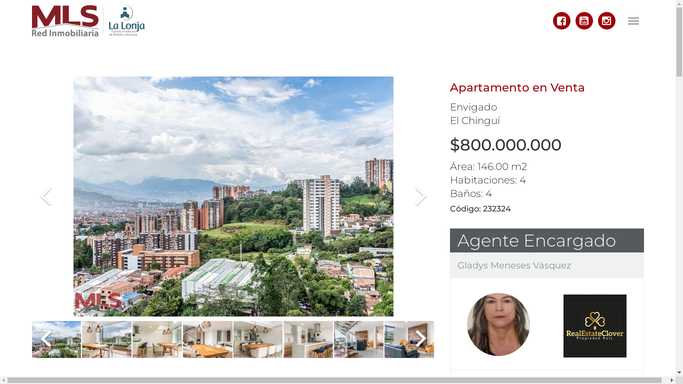 MLS
Red Inmobiliaria
La Lonja
Apartamento en Venta
Envigado
El Chinguí
$800.000.000
Área: 146.00 m2
Habitaciones: 4
Baños: 4
Código: 232324
Agente Encargado
Gladys Meneses Vásquez
MLS
RealEstateClover
Propiedad Raíz